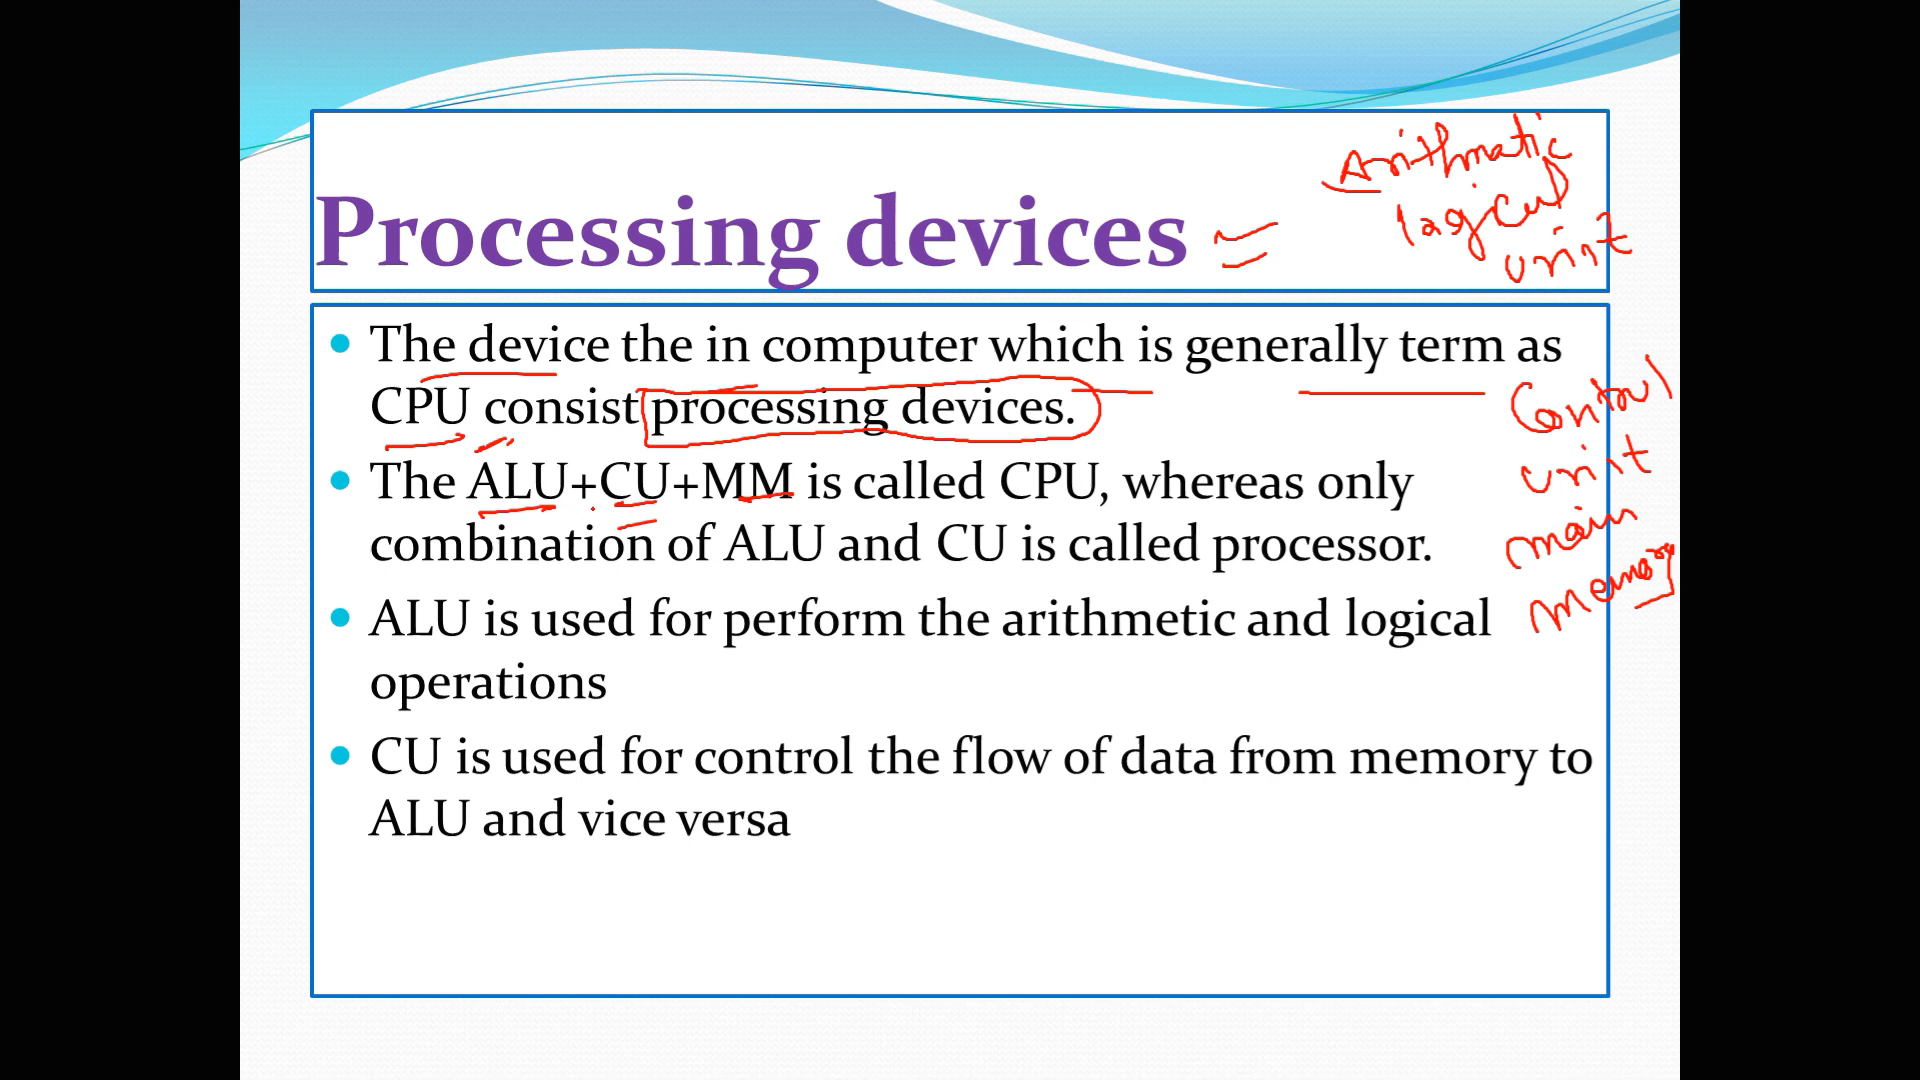 Arithmatic
logical
unit
Processing devices =
• The device the in computer which is generally term as
CPU consist processing devices.
• The ALU+CU+MM is called CPU, whereas only
combination of ALU and CU is called processor.
• ALU is used for perform the arithmetic and logical
operations
• CU is used for control the flow of data from memory to
ALU and vice versa
Control
unit
main
memory